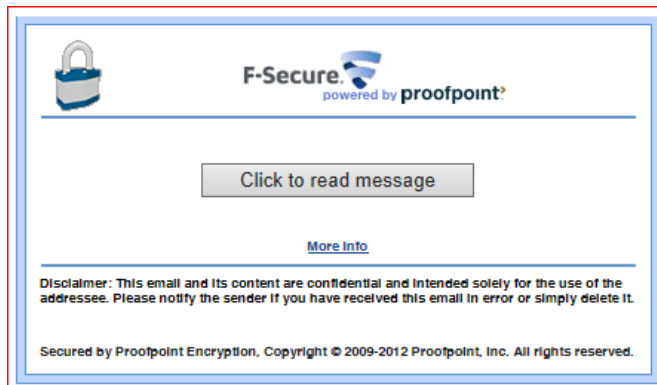 F-Secure.
powered by proofpoint
Click to read message
More Info
Disclaimer: This email and its content are confidential and intended solely for the use of the
addressee. Please notify the sender if you have received this email in error or simply delete it.
Secured by Proofpoint Encryption, Copyright © 2009-2012 Proofpoint, Inc. All rights reserved.